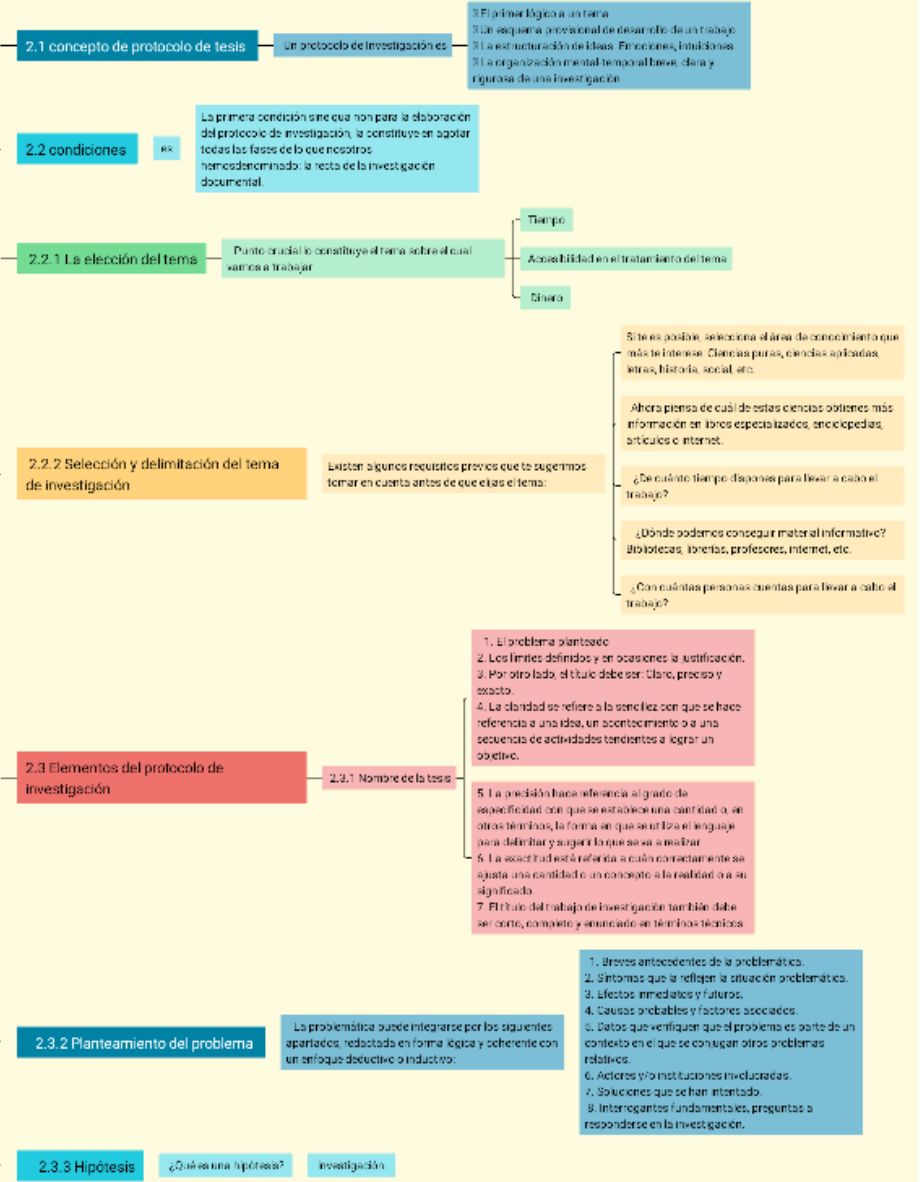 2.1 concepto de protocolo de tesis
Un protocolo de Investigación es
El primer lógico a un tema
Un esquema provisional de desarrollo de un trabajo
La estructuración de ideas. Emociones, intuiciones.
La organización mental-temporal breve, clara y
rigurosa de una investigación
2.2 condiciones
es
La primera condición sine qua non para la elaboración
del protocolo de investigación, la constituye en agotar
todas las fases de lo que nosotros
hemosdenominado: la recta de la investigación
documental.
2.2.1 La elección del tema
Punto crucial lo constituye el tema sobre el cual
vamos a trabajar
Tiempo
Accesibilidad en el tratamiento del tema
Dinero
2.2.2 Selección y delimitación del tema
de investigación
Existen algunos requisitos previos que te sugerimos
tomar en cuenta antes de que elijas el tema:
Si te es posible, selecciona el área de conocimiento que
más te interese: Ciencias puras, ciencias aplicadas,
letras, historia, social, etc.
Ahora piensa de cuál de estas ciencias obtienes más
información en libros especializados, enciclopedias,
artículos o internet.
¿De cuánto tiempo dispones para llevar a cabo el
trabajo?
¿Dónde podemos conseguir material informativo?
Bibliotecas, librerías, profesores, internet, etc.
¿Con cuántas personas cuentas para llevar a cabo el
trabajo?
2.3 Elementos del protocolo de
investigación
2.3.1 Nombre de la tesis
1. El problema planteado
2. Los límites definidos y en ocasiones la justificación.
3. Por otro lado, el título debe ser: Claro, preciso y
exacto.
4. La claridad se refiere a la sencillez con que se hace
referencia a una idea, un acontecimiento o a una
secuencia de actividades tendientes a lograr un
objetivo.
5. La precisión hace referencia al grado de
especificidad con que se establece una cantidad o, en
otros términos, la forma en que se utiliza el lenguaje
para delimitar y sugerir lo que se va a realizar
6. La exactitud está referida a cuán correctamente se
ajusta una cantidad o un concepto a la realidad o a su
significado.
7. El título del trabajo de investigación también debe
ser corto, completo y enunciado en términos técnicos.
2.3.2 Planteamiento del problema
La problemática puede integrarse por los siguientes
apartados, redactada en forma lógica y coherente con
un enfoque deductivo o inductivo:
1. Breves antecedentes de la problemática.
2. Síntomas que la reflejen la situación problemática.
3. Efectos inmediatos y futuros.
4. Causas probables y factores asociados.
5. Datos que verifiquen que el problema es parte de un
contexto en el que se conjugan otros problemas
relativos.
6. Actores y/o instituciones involucradas.
7. Soluciones que se han intentado.
8. Interrogantes fundamentales, preguntas a
responderse en la investigación.
2.3.3 Hipótesis
¿Qué es una hipótesis?
investigación.